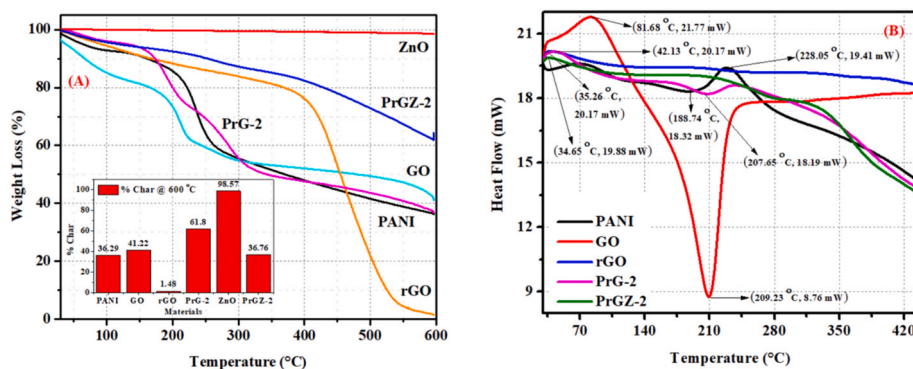 100
80
60
40
20
0
Weight Loss (%)
100
200
300
400
500
600
Temperature (°C)
(A)
ZnO
PrGZ-2
PrG-2
GO
PANI
rGO
% Char @ 600 °C
100
80
60
40
20
0
% Char
36.29
41.22
1.48
61.8
98.57
36.76
PANI
GO
rGO
PrG-2
ZnO
PrGZ-2
Materials
(B)
21
18
15
12
9
Heat Flow (mW)
70
140
210
280
350
420
Temperature (°C)
(81.68 °C, 21.77 mW)
(42.13 °C, 20.17 mW)
(228.05 °C, 19.41 mW)
(35.26 °C,
20.17 mW)
(188.74 °C,
18.32 mW)
(34.65 °C, 19.88 mW)
(207.65 °C, 18.19 mW)
(209.23 °C, 8.76 mW)
PANI
GO
rGO
PrG-2
PrGZ-2